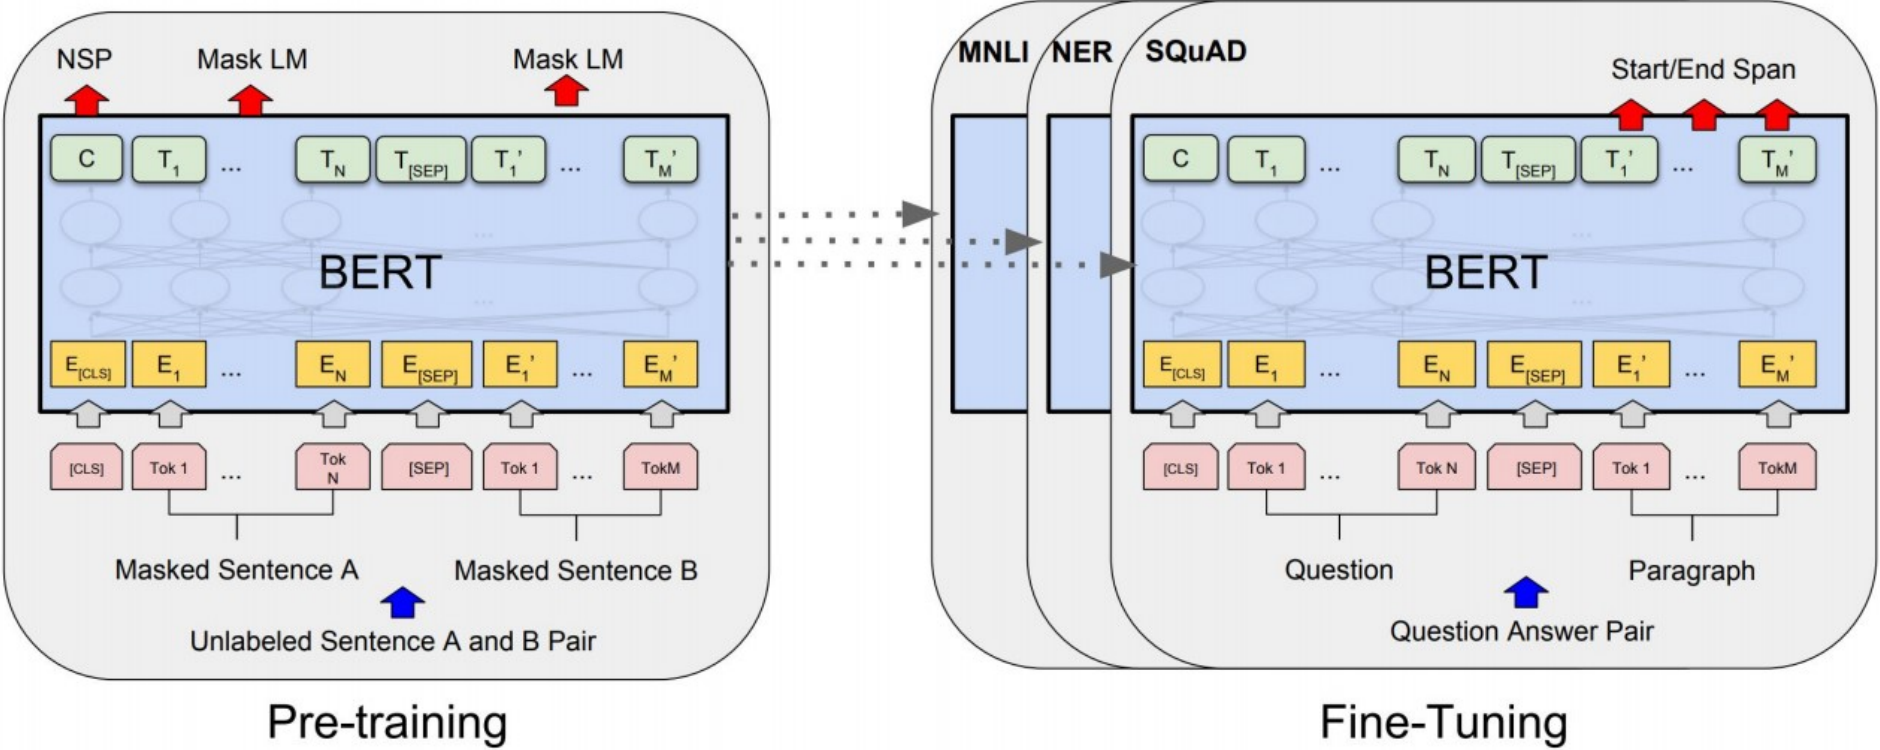 NSP Mask LM Mask LM
C T1 ... TN T[SEP] T1’ ... TM’
...
BERT
...
E[CLS] E1 ... EN E[SEP] E1’ ... EM’
[CLS] Tok 1 ... Tok N [SEP] Tok 1 ... TokM
Masked Sentence A Masked Sentence B
Unlabeled Sentence A and B Pair
Pre-training
MNLI NER SQuAD
Start/End Span
C T1 ... TN T[SEP] T1’ ... TM’
...
BERT
...
E[CLS] E1 ... EN E[SEP] E1’ ... EM’
[CLS] Tok 1 ... Tok N [SEP] Tok 1 ... TokM
Question Paragraph
Question Answer Pair
Fine-Tuning